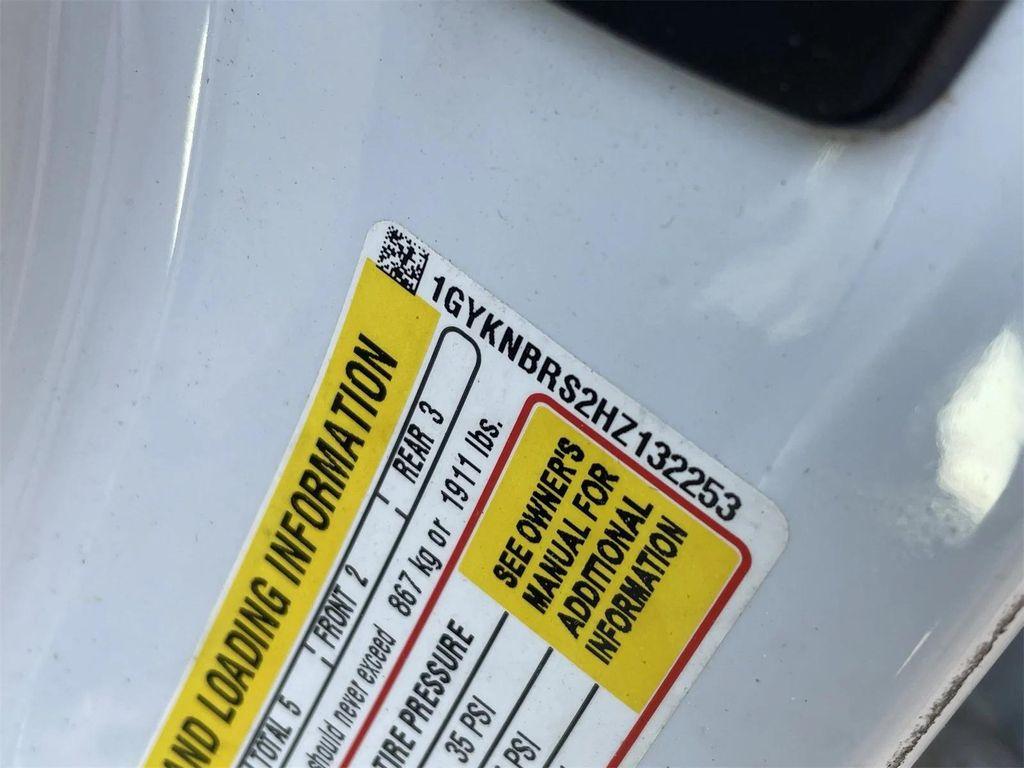 1GYKNBRS2HZ132253
AND LOADING INFORMATION
TOTAL 5 FRONT 2 REAR 3
should never exceed 867 kg or 1911 lbs.
TIRE PRESSURE
35 PSI
PSI
SEE OWNER'S
MANUAL FOR
ADDITIONAL
INFORMATION